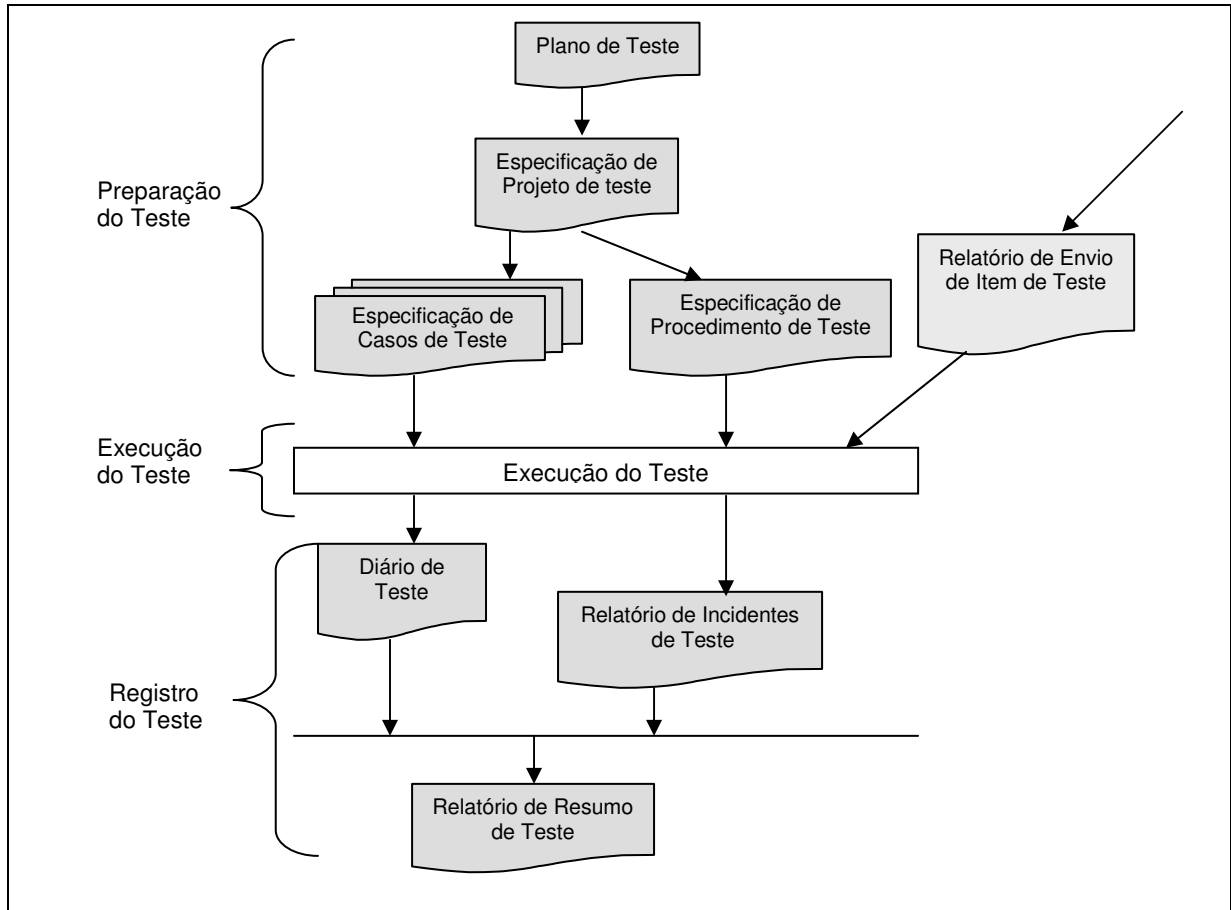 Plano de Teste
Especificação de
Projeto de teste
Preparação
do Teste
Relatório de Envio
de Item de Teste
Especificação de
Casos de Teste
Especificação de
Procedimento de Teste
Execução
do Teste
Execução do Teste
Diário de
Teste
Relatório de Incidentes
de Teste
Registro
do Teste
Relatório de Resumo
de Teste